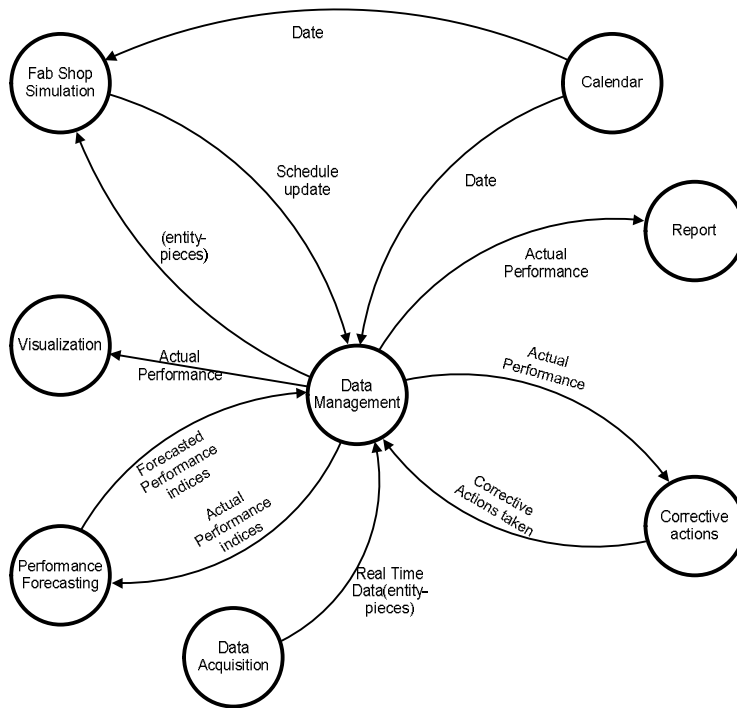 Date
Fab Shop
Simulation
Calendar
Schedule
update
Date
Report
(entity-
pieces)
Actual
Performance
Visualization
Actual
Performance
Actual
Performance
Data
Management
Forecasted
Performance
indices
Actual
Performance
indices
Corrective
Actions taken
Corrective
actions
Performance
Forecasting
Real Time
Data(entity-
pieces)
Data
Acquisition